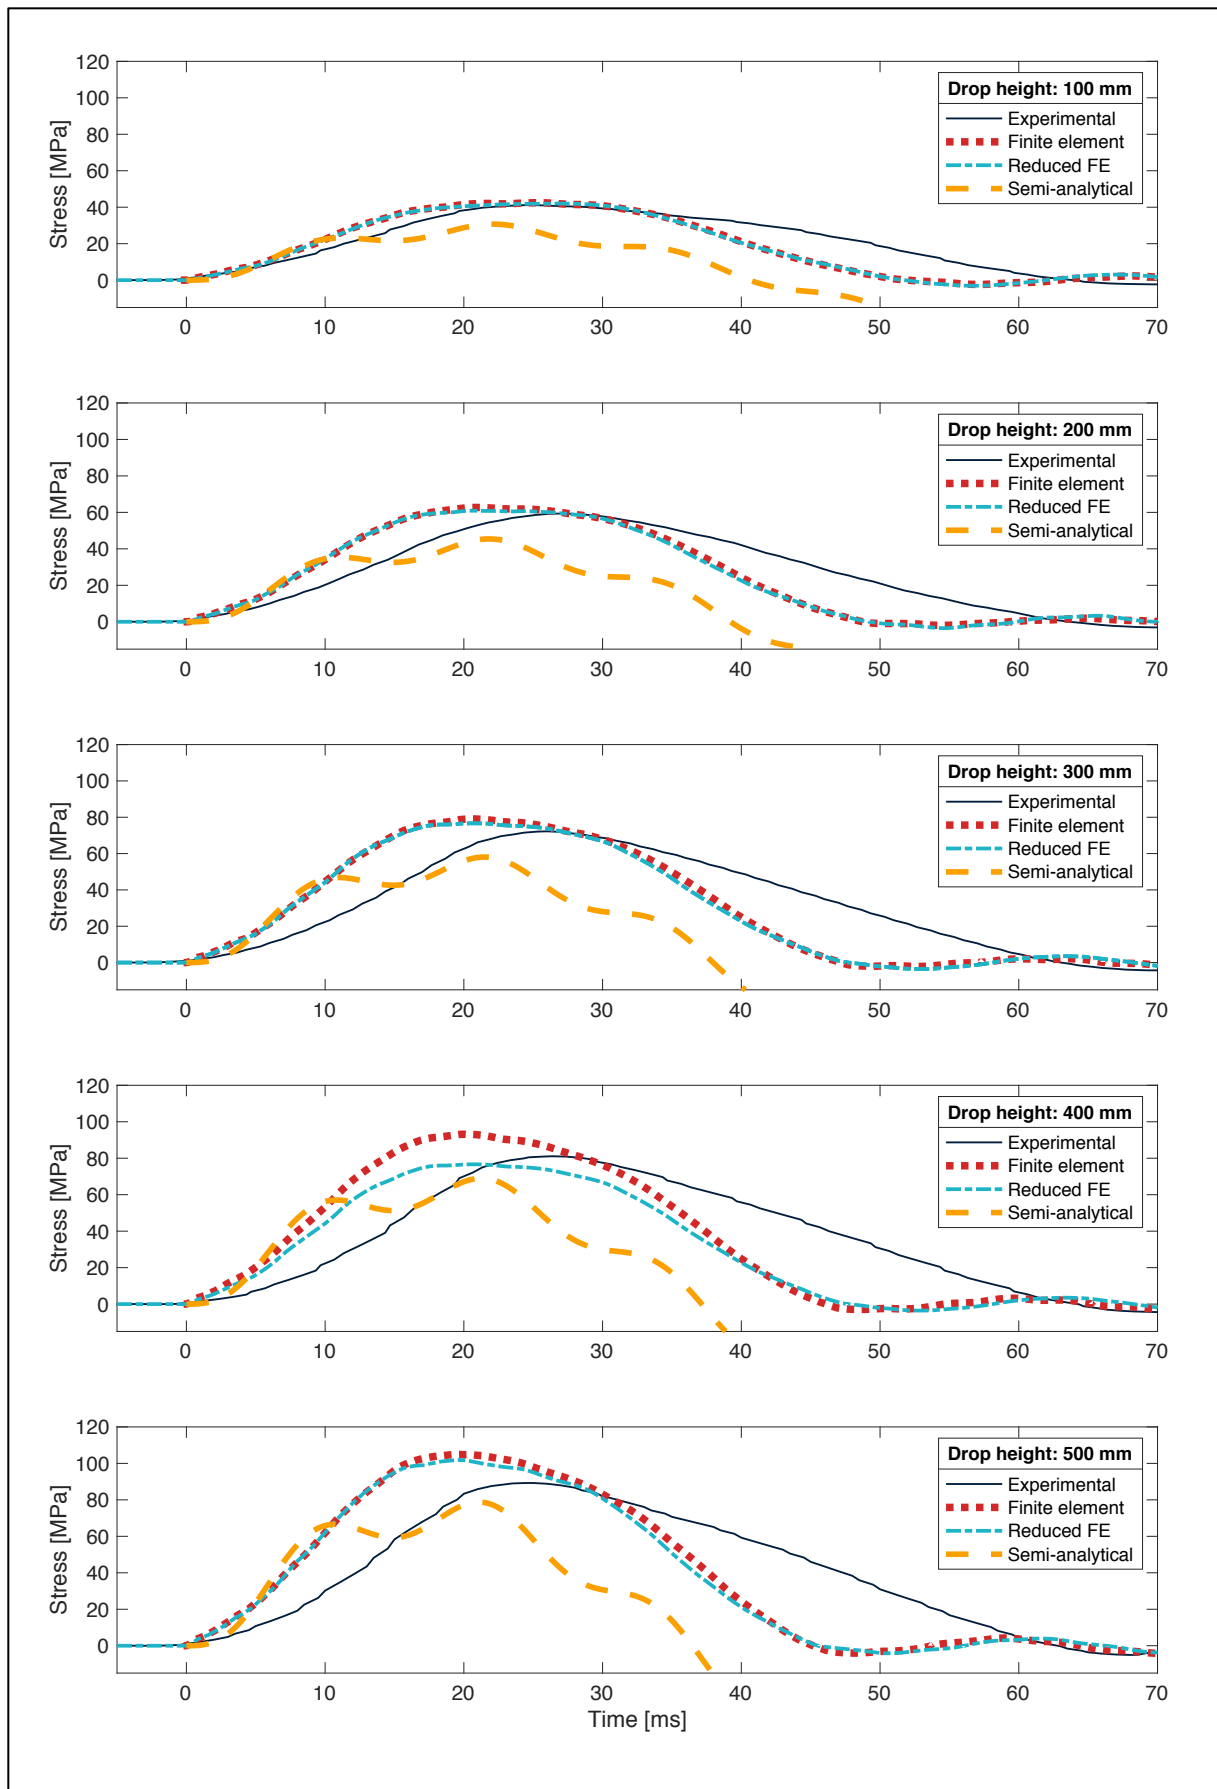 120
100
80
60
40
20
0
Stress [MPa]
Drop height: 100 mm
Experimental
Finite element
Reduced FE
Semi-analytical
0 10 20 30 40 50 60 70
120
100
80
60
40
20
0
Stress [MPa]
Drop height: 200 mm
Experimental
Finite element
Reduced FE
Semi-analytical
0 10 20 30 40 50 60 70
120
100
80
60
40
20
0
Stress [MPa]
Drop height: 300 mm
Experimental
Finite element
Reduced FE
Semi-analytical
0 10 20 30 40 50 60 70
120
100
80
60
40
20
0
Stress [MPa]
Drop height: 400 mm
Experimental
Finite element
Reduced FE
Semi-analytical
0 10 20 30 40 50 60 70
120
100
80
60
40
20
0
Stress [MPa]
Drop height: 500 mm
Experimental
Finite element
Reduced FE
Semi-analytical
0 10 20 30 40 50 60 70
Time [ms]